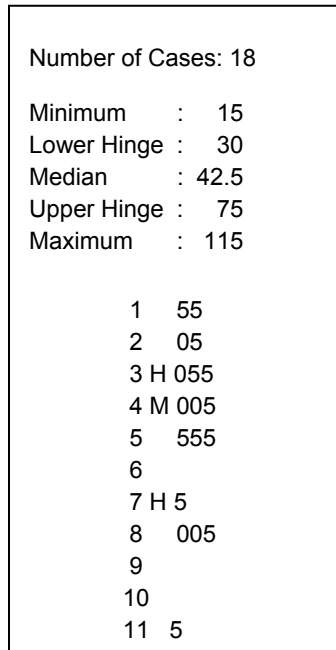 Number of Cases: 18
Minimum : 15
Lower Hinge : 30
Median : 42.5
Upper Hinge : 75
Maximum : 115
1 55
2 05
3 H 055
4 M 005
5 555
6
7 H 5
8 005
9
10
11 5